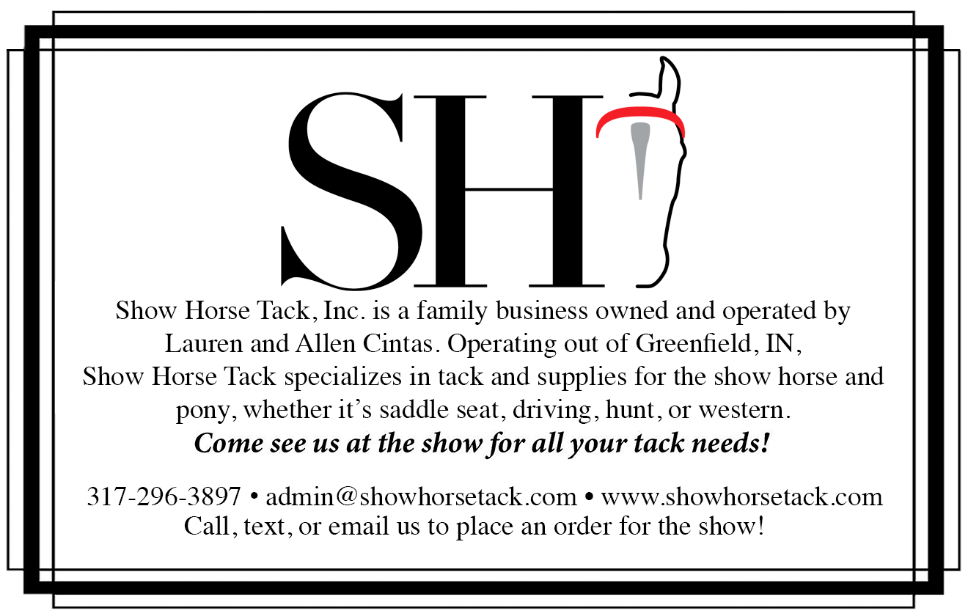 SH
Show Horse Tack, Inc. is a family business owned and operated by
Lauren and Allen Cintas. Operating out of Greenfield, IN,
Show Horse Tack specializes in tack and supplies for the show horse and
pony, whether it’s saddle seat, driving, hunt, or western.
Come see us at the show for all your tack needs!
317-296-3897 • admin@showhorsetack.com • www.showhorsetack.com
Call, text, or email us to place an order for the show!